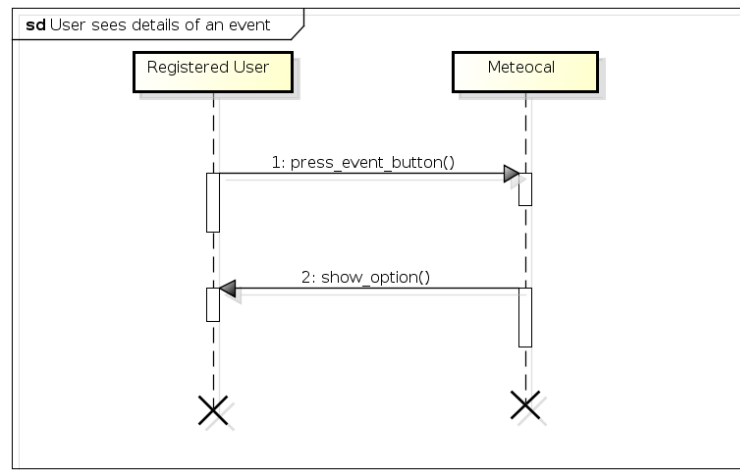 sd User sees details of an event
Registered User
Meteocal
1: press_event_button()
2: show_option()